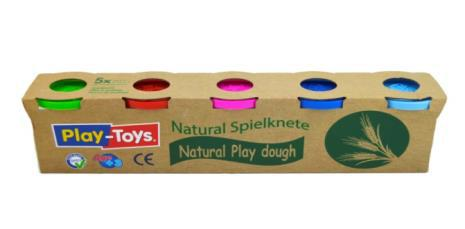 5x
Play-Toys.
Natural Spielknete
Natural Play dough
CE